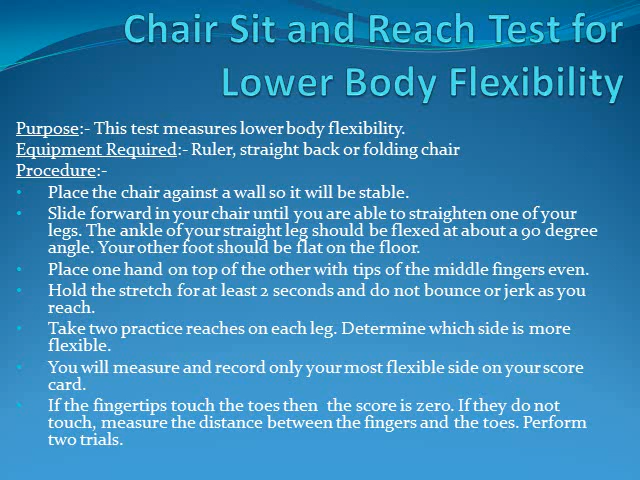 Chair Sit and Reach Test for
Lower Body Flexibility
Purpose:- This test measures lower body flexibility.
Equipment Required:- Ruler, straight back or folding chair
Procedure:-
• Place the chair against a wall so it will be stable.
• Slide forward in your chair until you are able to straighten one of your
legs. The ankle of your straight leg should be flexed at about a 90 degree
angle. Your other foot should be flat on the floor.
• Place one hand on top of the other with tips of the middle fingers even.
• Hold the stretch for at least 2 seconds and do not bounce or jerk as you
reach.
• Take two practice reaches on each leg. Determine which side is more
flexible.
• You will measure and record only your most flexible side on your score
card.
• If the fingertips touch the toes then the score is zero. If they do not
touch, measure the distance between the fingers and the toes. Perform
two trials.